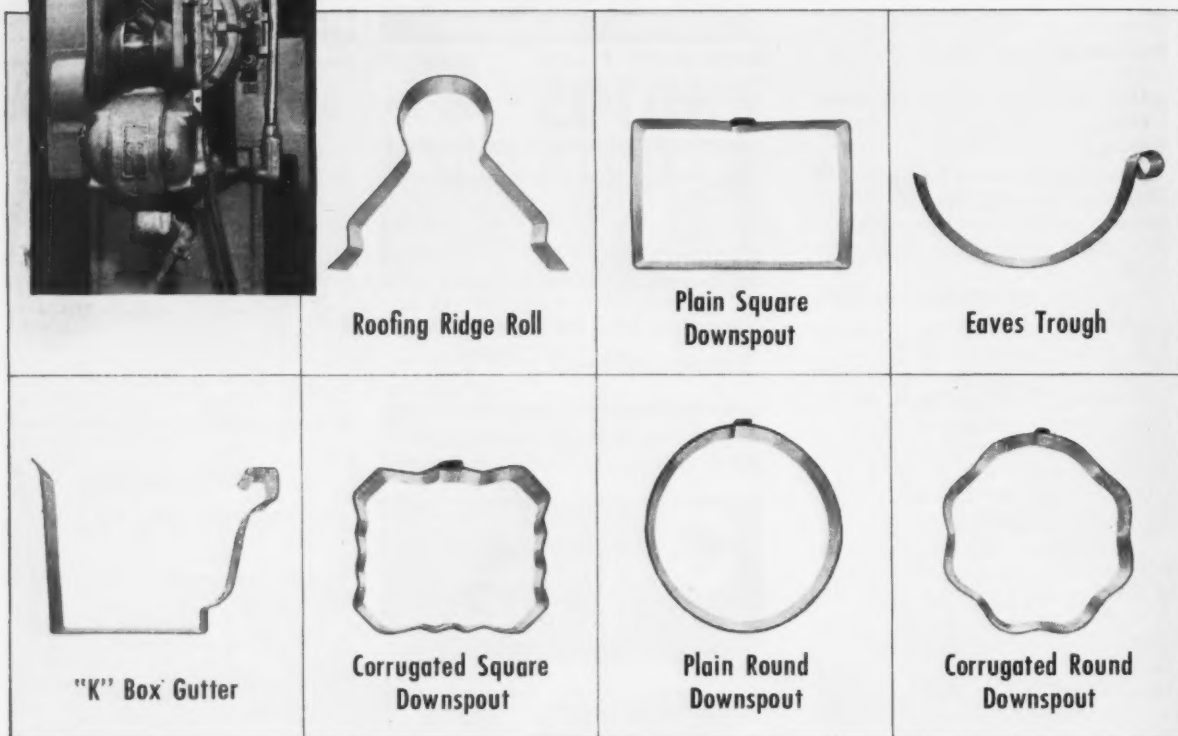 Roofing Ridge Roll
Plain Square
Downspout
Eaves Trough
"K" Box Gutter
Corrugated Square
Downspout
Plain Round
Downspout
Corrugated Round
Downspout